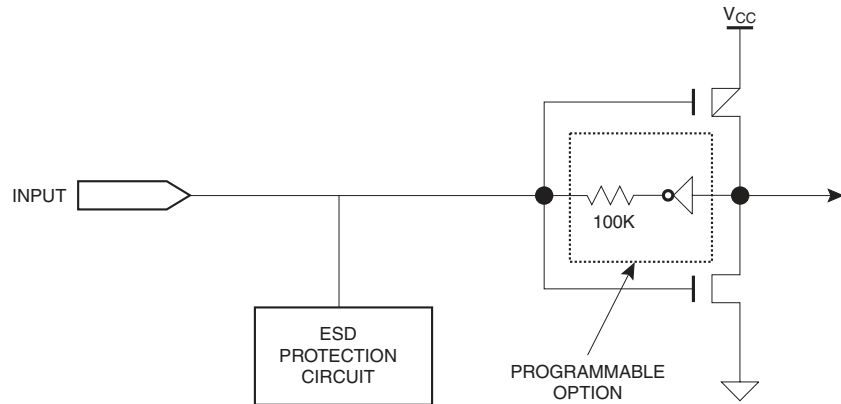 VCC
INPUT
100K
ESD
PROTECTION
CIRCUIT
PROGRAMMABLE
OPTION